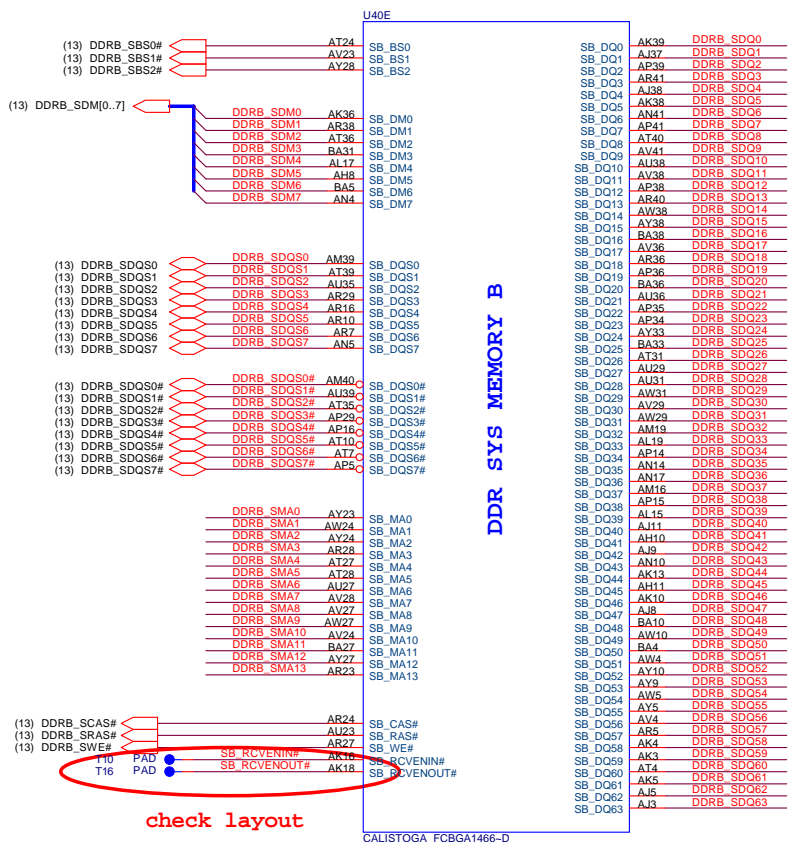 U40E
(13) DDRB_SBS0# AT24 SB_BS0
(13) DDRB_SBS1# AV23 SB_BS1
(13) DDRB_SBS2# AY28 SB_BS2
(13) DDRB_SDM[0..7]
DDRB_SDM0 AK36 SB_DM0
DDRB_SDM1 AR38 SB_DM1
DDRB_SDM2 AT36 SB_DM2
DDRB_SDM3 BA31 SB_DM3
DDRB_SDM4 AL17 SB_DM4
DDRB_SDM5 AH8 SB_DM5
DDRB_SDM6 BA5 SB_DM6
DDRB_SDM7 AN4 SB_DM7
(13) DDRB_SDQS0 DDRB_SDQS0 AM39 SB_DQS0
(13) DDRB_SDQS1 DDRB_SDQS1 AT39 SB_DQS1
(13) DDRB_SDQS2 DDRB_SDQS2 AU35 SB_DQS2
(13) DDRB_SDQS3 DDRB_SDQS3 AR29 SB_DQS3
(13) DDRB_SDQS4 DDRB_SDQS4 AR16 SB_DQS4
(13) DDRB_SDQS5 DDRB_SDQS5 AR10 SB_DQS5
(13) DDRB_SDQS6 DDRB_SDQS6 AR7 SB_DQS6
(13) DDRB_SDQS7 DDRB_SDQS7 AN5 SB_DQS7
(13) DDRB_SDQS0# DDRB_SDQS0# AM40 SB_DQS0#
(13) DDRB_SDQS1# DDRB_SDQS1# AU39 SB_DQS1#
(13) DDRB_SDQS2# DDRB_SDQS2# AT35 SB_DQS2#
(13) DDRB_SDQS3# DDRB_SDQS3# AP29 SB_DQS3#
(13) DDRB_SDQS4# DDRB_SDQS4# AP16 SB_DQS4#
(13) DDRB_SDQS5# DDRB_SDQS5# AT10 SB_DQS5#
(13) DDRB_SDQS6# DDRB_SDQS6# AT7 SB_DQS6#
(13) DDRB_SDQS7# DDRB_SDQS7# AP5 SB_DQS7#
DDRB_SMA0 AY23 SB_MA0
DDRB_SMA1 AW24 SB_MA1
DDRB_SMA2 AY24 SB_MA2
DDRB_SMA3 AR28 SB_MA3
DDRB_SMA4 AT27 SB_MA4
DDRB_SMA5 AT28 SB_MA5
DDRB_SMA6 AU27 SB_MA6
DDRB_SMA7 AV28 SB_MA7
DDRB_SMA8 AV27 SB_MA8
DDRB_SMA9 AW27 SB_MA9
DDRB_SMA10 AV24 SB_MA10
DDRB_SMA11 BA27 SB_MA11
DDRB_SMA12 AY27 SB_MA12
DDRB_SMA13 AR23 SB_MA13
(13) DDRB_SCAS# AR24 SB_CAS#
(13) DDRB_SRAS# AU23 SB_RAS#
(13) DDRB_SWE# AR27 SB_WE#
T10 PAD SB_RCVENIN# AK16 SB_RCVENIN#
T16 PAD SB_RCVENOUT# AK18 SB_RCVENOUT#
check layout
DDR SYS MEMORY B
SB_DQ0 AK39 DDRB_SDQ0
SB_DQ1 AJ37 DDRB_SDQ1
SB_DQ2 AP39 DDRB_SDQ2
SB_DQ3 AR41 DDRB_SDQ3
SB_DQ4 AJ38 DDRB_SDQ4
SB_DQ5 AK38 DDRB_SDQ5
SB_DQ6 AN41 DDRB_SDQ6
SB_DQ7 AP41 DDRB_SDQ7
SB_DQ8 AT40 DDRB_SDQ8
SB_DQ9 AV41 DDRB_SDQ9
SB_DQ10 AU38 DDRB_SDQ10
SB_DQ11 AV38 DDRB_SDQ11
SB_DQ12 AP38 DDRB_SDQ12
SB_DQ13 AR40 DDRB_SDQ13
SB_DQ14 AW38 DDRB_SDQ14
SB_DQ15 AY38 DDRB_SDQ15
SB_DQ16 BA38 DDRB_SDQ16
SB_DQ17 AV36 DDRB_SDQ17
SB_DQ18 AR36 DDRB_SDQ18
SB_DQ19 AP36 DDRB_SDQ19
SB_DQ20 BA36 DDRB_SDQ20
SB_DQ21 AU36 DDRB_SDQ21
SB_DQ22 AP35 DDRB_SDQ22
SB_DQ23 AP34 DDRB_SDQ23
SB_DQ24 AY33 DDRB_SDQ24
SB_DQ25 BA33 DDRB_SDQ25
SB_DQ26 AT31 DDRB_SDQ26
SB_DQ27 AU29 DDRB_SDQ27
SB_DQ28 AU31 DDRB_SDQ28
SB_DQ29 AW31 DDRB_SDQ29
SB_DQ30 AV29 DDRB_SDQ30
SB_DQ31 AW29 DDRB_SDQ31
SB_DQ32 AM19 DDRB_SDQ32
SB_DQ33 AL19 DDRB_SDQ33
SB_DQ34 AP14 DDRB_SDQ34
SB_DQ35 AN14 DDRB_SDQ35
SB_DQ36 AN17 DDRB_SDQ36
SB_DQ37 AM16 DDRB_SDQ37
SB_DQ38 AP15 DDRB_SDQ38
SB_DQ39 AL15 DDRB_SDQ39
SB_DQ40 AJ11 DDRB_SDQ40
SB_DQ41 AH10 DDRB_SDQ41
SB_DQ42 AJ9 DDRB_SDQ42
SB_DQ43 AN10 DDRB_SDQ43
SB_DQ44 AK13 DDRB_SDQ44
SB_DQ45 AH11 DDRB_SDQ45
SB_DQ46 AK10 DDRB_SDQ46
SB_DQ47 AJ8 DDRB_SDQ47
SB_DQ48 BA10 DDRB_SDQ48
SB_DQ49 AW10 DDRB_SDQ49
SB_DQ50 BA4 DDRB_SDQ50
SB_DQ51 AW4 DDRB_SDQ51
SB_DQ52 AY10 DDRB_SDQ52
SB_DQ53 AY9 DDRB_SDQ53
SB_DQ54 AW5 DDRB_SDQ54
SB_DQ55 AY5 DDRB_SDQ55
SB_DQ56 AV4 DDRB_SDQ56
SB_DQ57 AR5 DDRB_SDQ57
SB_DQ58 AK4 DDRB_SDQ58
SB_DQ59 AK3 DDRB_SDQ59
SB_DQ60 AT4 DDRB_SDQ60
SB_DQ61 AK5 DDRB_SDQ61
SB_DQ62 AJ5 DDRB_SDQ62
SB_DQ63 AJ3 DDRB_SDQ63
CALISTOGA_FCBGA1466~D